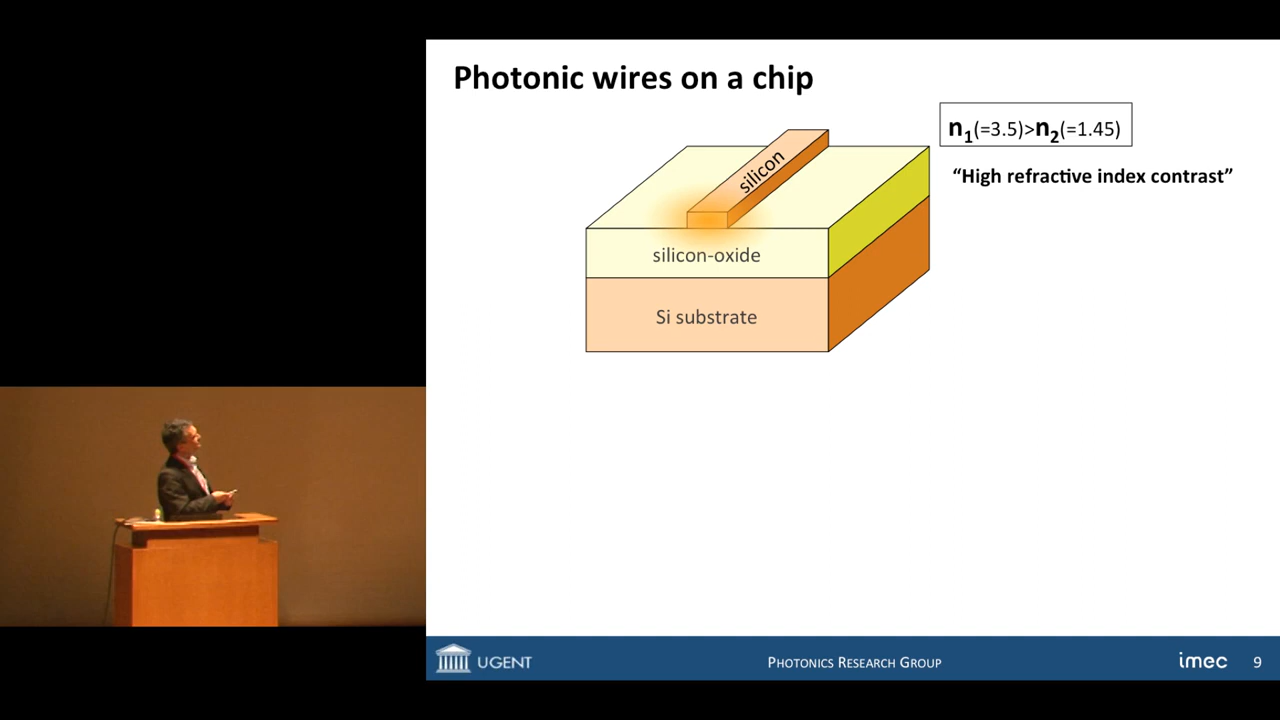 Photonic wires on a chip
n1(=3.5)>n2(=1.45)
“High refractive index contrast”
silicon
silicon-oxide
Si substrate
UGENT
PHOTONICS RESEARCH GROUP
imec
9